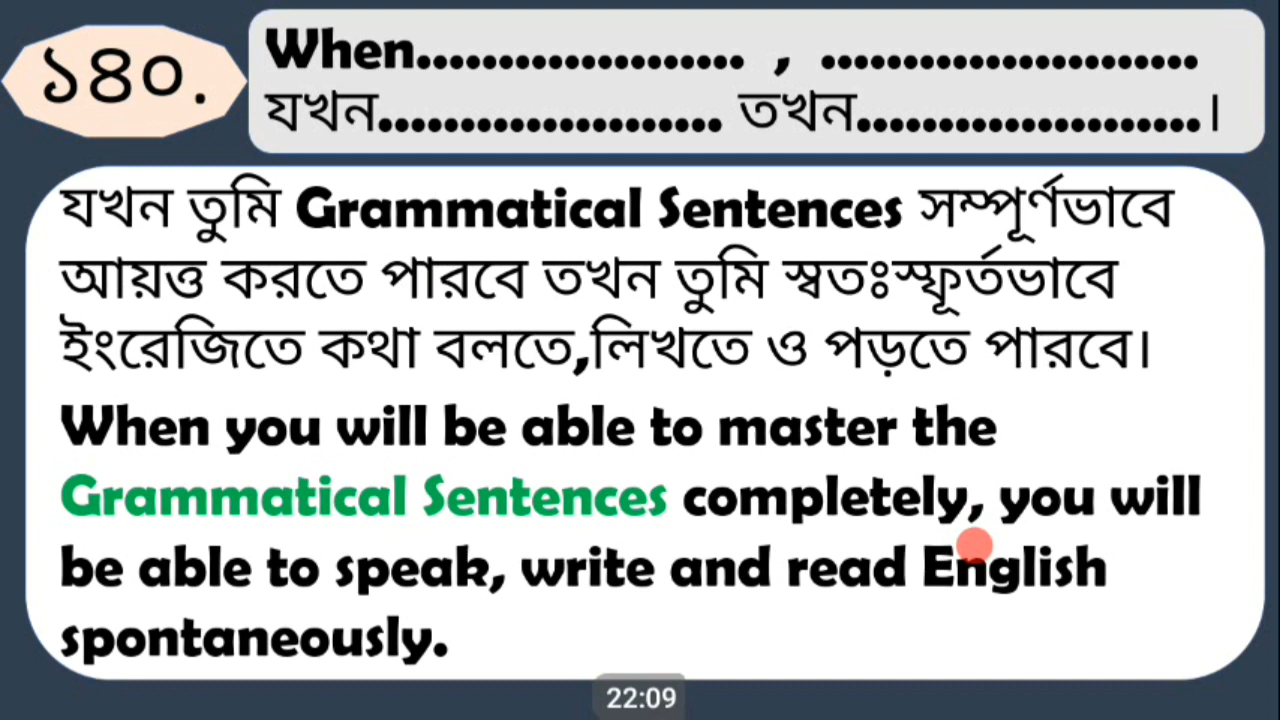 ১৪০.
When.................... , .......................
যখন..................... তখন.....................।
যখন তুমি Grammatical Sentences সম্পূর্ণভাবে
আয়ত্ত করতে পারবে তখন তুমি স্বতঃস্ফূর্তভাবে
ইংরেজিতে কথা বলতে,লিখতে ও পড়তে পারবে।
When you will be able to master the
Grammatical Sentences completely, you will
be able to speak, write and read English
spontaneously.
22:09